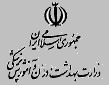 جمهوری اسلامی ایران
وزارت بهداشت درمان و آموزش پزشکی